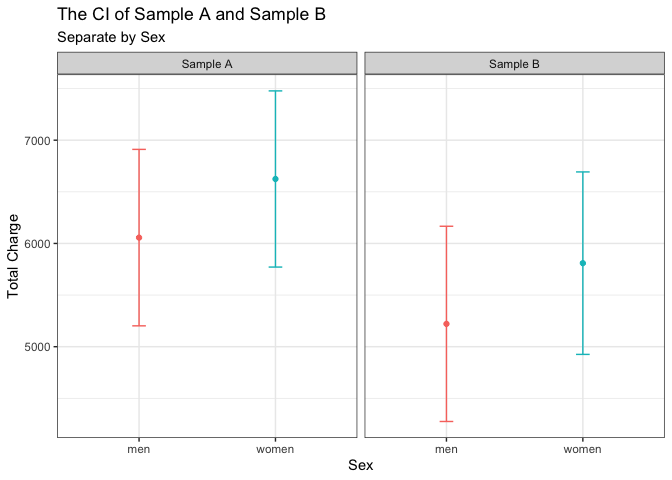 The CI of Sample A and Sample B
Separate by Sex
Sample A
Sample B
Total Charge
7000
6000
5000
men
women
men
women
Sex